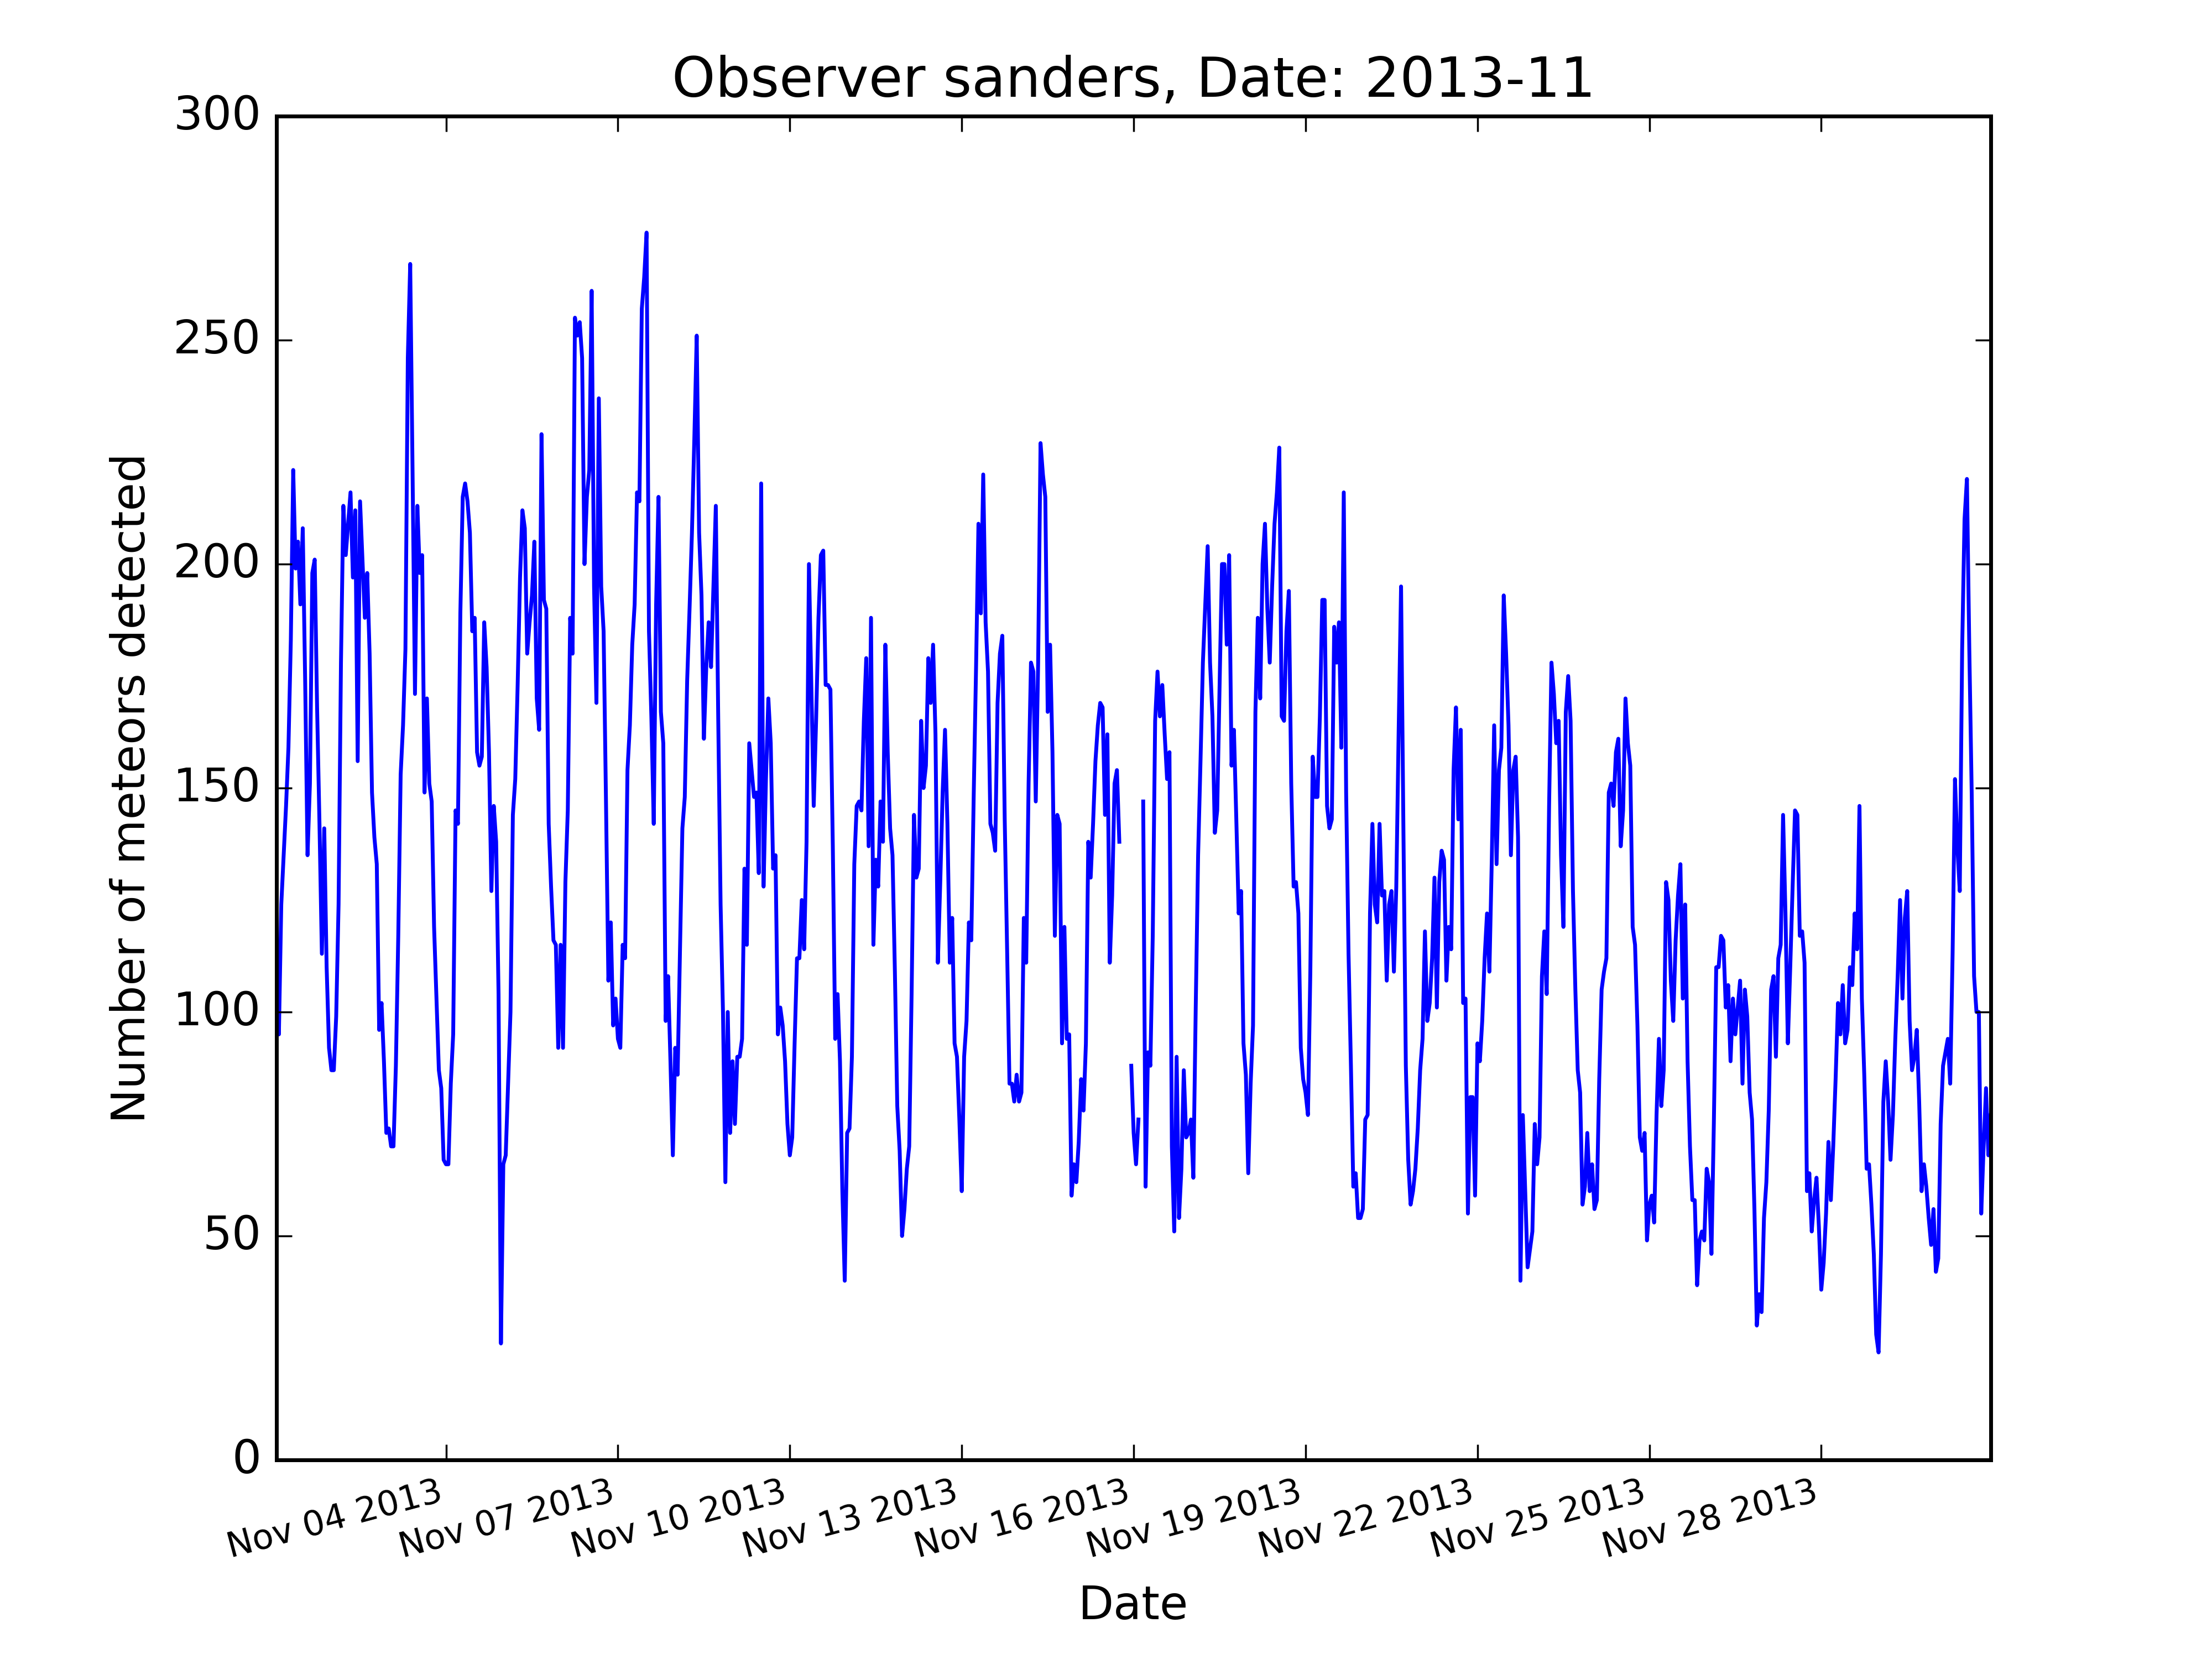 Observer sanders, Date: 2013-11
300
250
200
150
100
50
0
Number of meteors detected
Nov 04 2013
Nov 07 2013
Nov 10 2013
Nov 13 2013
Nov 16 2013
Nov 19 2013
Nov 22 2013
Nov 25 2013
Nov 28 2013
Date